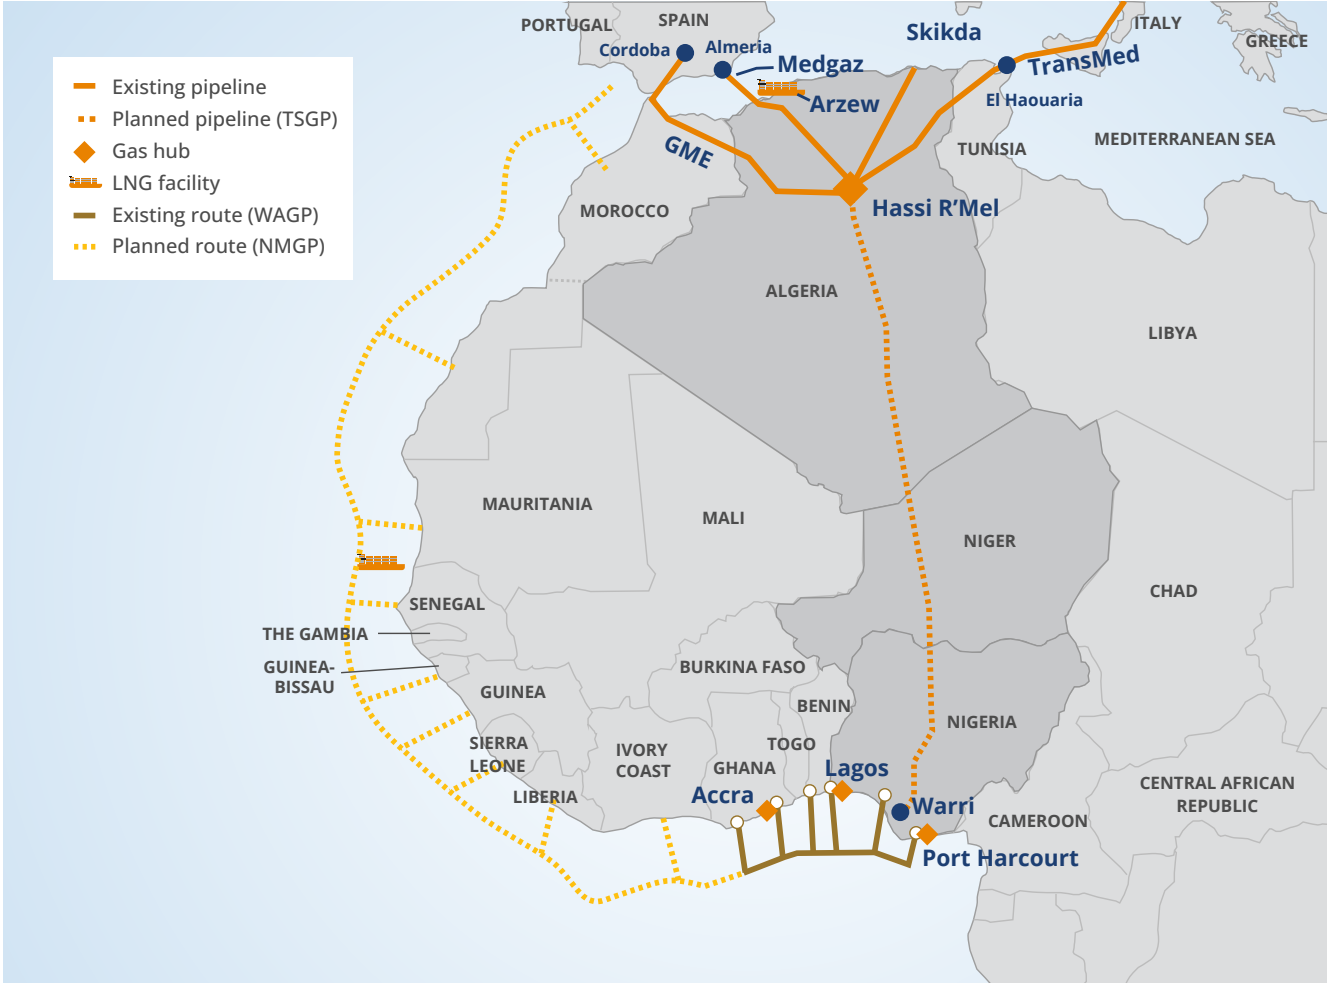 PORTUGAL
SPAIN
ITALY
GREECE
Skikda
Cordoba
Almeria
Medgaz
TransMed
Arzew
El Haouaria
Existing pipeline
Planned pipeline (TSGP)
Gas hub
LNG facility
Existing route (WAGP)
Planned route (NMGP)
GME
TUNISIA
MEDITERRANEAN SEA
MOROCCO
Hassi R’Mel
ALGERIA
LIBYA
MAURITANIA
MALI
NIGER
CHAD
SENEGAL
THE GAMBIA
GUINEA-
BISSAU
GUINEA
BURKINA FASO
BENIN
NIGERIA
SIERRA
LEONE
IVORY
COAST
TOGO
GHANA
Lagos
LIBERIA
Accra
Warri
CENTRAL AFRICAN
REPUBLIC
CAMEROON
Port Harcourt